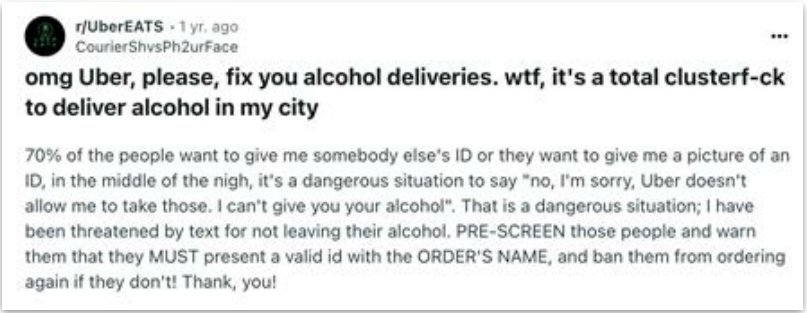 r/UberEATS • 1 yr. ago
CourierShvsPh2urFace
omg Uber, please, fix you alcohol deliveries. wtf, it's a total clusterf-ck
to deliver alcohol in my city
70% of the people want to give me somebody else's ID or they want to give me a picture of an
ID, in the middle of the nigh, it's a dangerous situation to say "no, I'm sorry, Uber doesn't
allow me to take those. I can't give you your alcohol". That is a dangerous situation; I have
been threatened by text for not leaving their alcohol. PRE-SCREEN those people and warn
them that they MUST present a valid id with the ORDER'S NAME, and ban them from ordering
again if they don't! Thank, you!